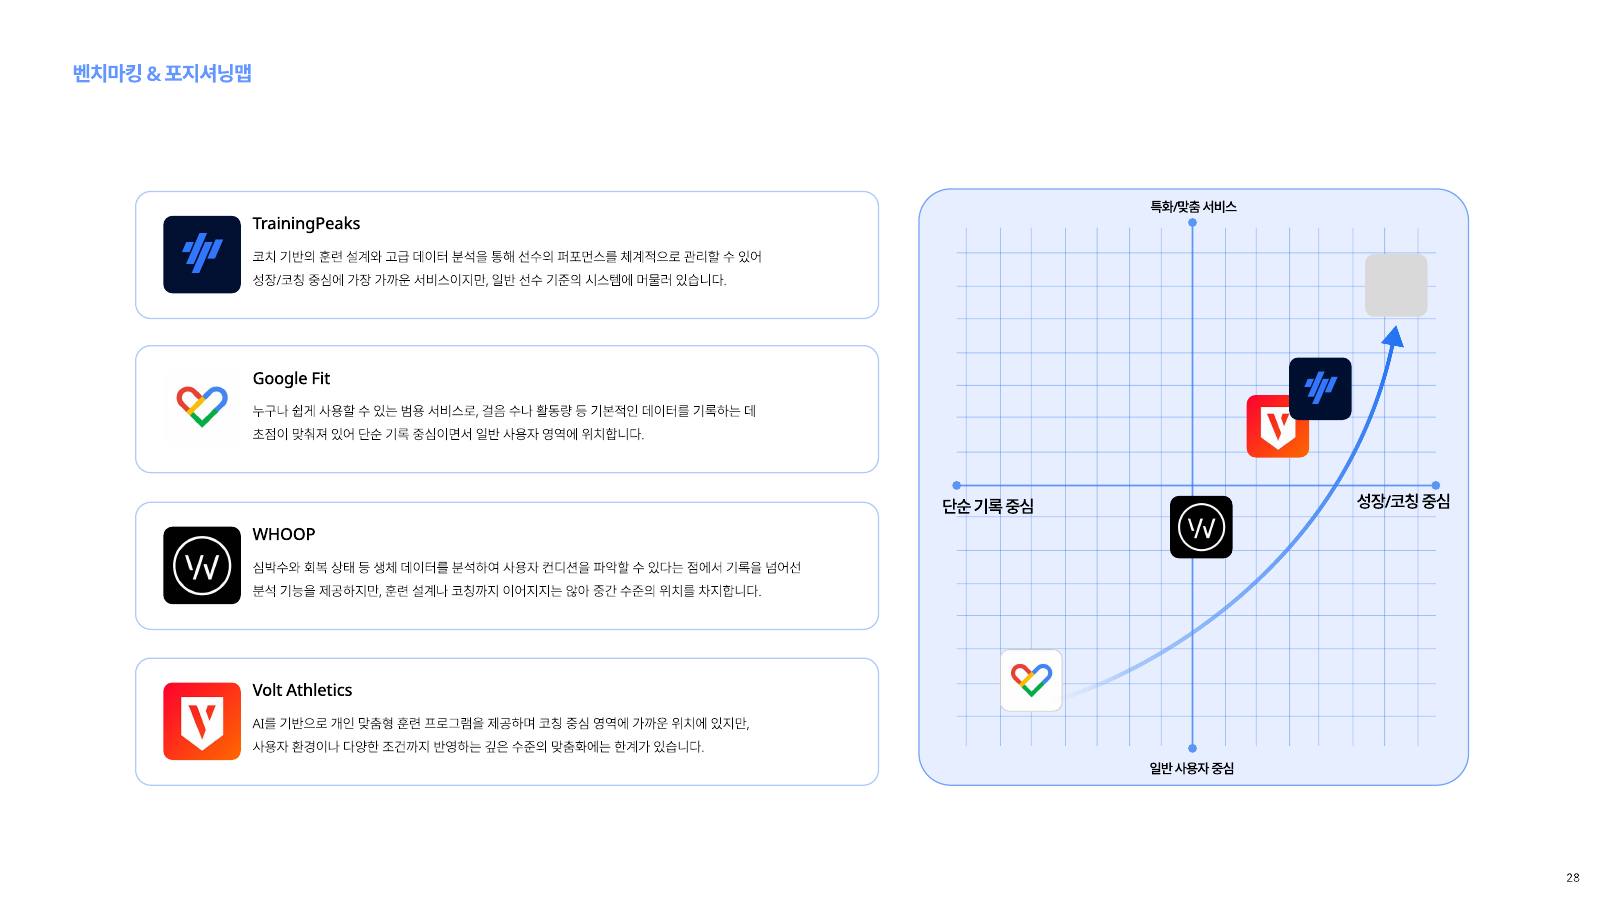 벤치마킹 & 포지셔닝맵
TrainingPeaks
코치 기반의 훈련 설계와 고급 데이터 분석을 통해 선수의 퍼포먼스를 체계적으로 관리할 수 있어
성장/코칭 중심에 가장 가까운 서비스이지만, 일반 선수 기준의 시스템에 머물러 있습니다.
Google Fit
누구나 쉽게 사용할 수 있는 범용 서비스로, 걸음 수나 활동량 등 기본적인 데이터를 기록하는 데
초점이 맞춰져 있어 단순 기록 중심이면서 일반 사용자 영역에 위치합니다.
WHOOP
심박수와 회복 상태 등 생체 데이터를 분석하여 사용자 컨디션을 파악할 수 있다는 점에서 기록을 넘어선
분석 기능을 제공하지만, 훈련 설계나 코칭까지 이어지지는 않아 중간 수준의 위치를 차지합니다.
Volt Athletics
AI를 기반으로 개인 맞춤형 훈련 프로그램을 제공하며 코칭 중심 영역에 가까운 위치에 있지만,
사용자 환경이나 다양한 조건까지 반영하는 깊은 수준의 맞춤화에는 한계가 있습니다.
특화/맞춤 서비스
단순 기록 중심
성장/코칭 중심
일반 사용자 중심
28